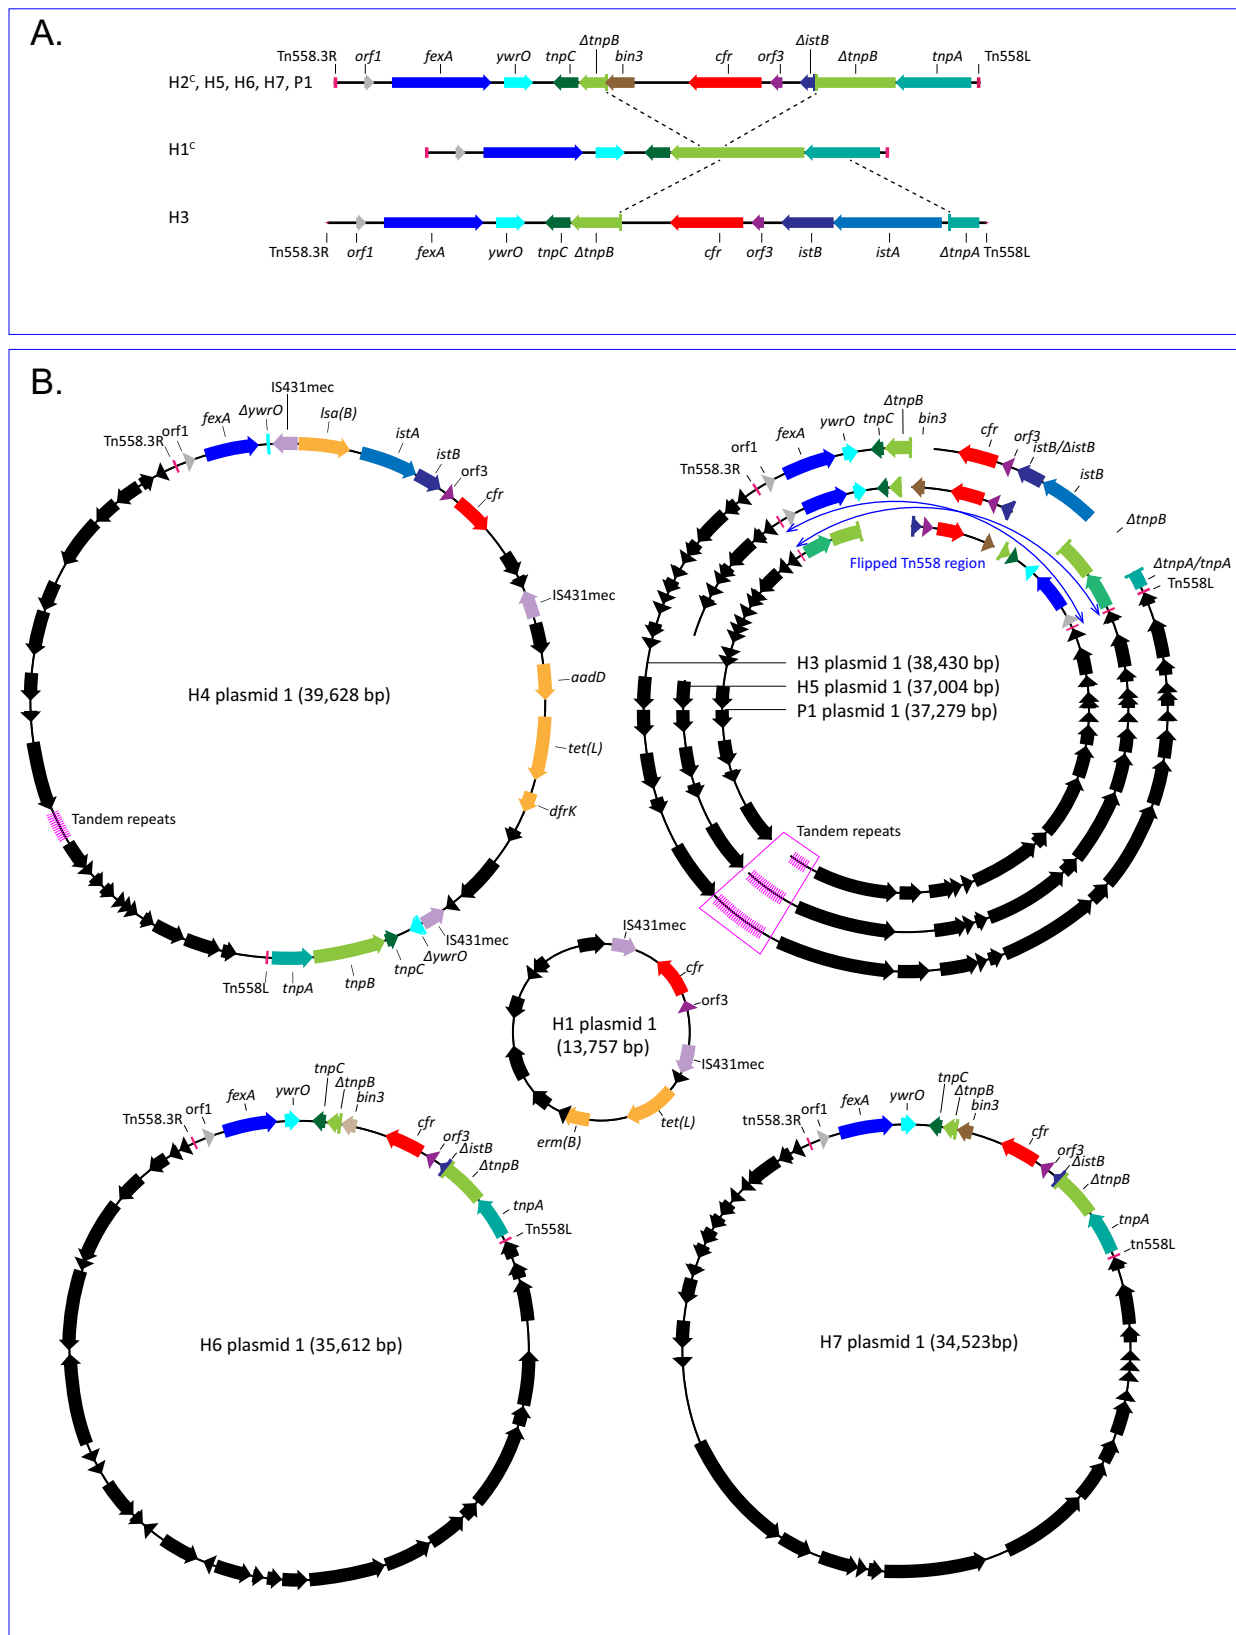 A.
Tn558.3R orf1 fexA ywrO tnpC ΔtnpB bin3 cfr orf3 ΔistB ΔtnpB tnpA Tn558L
H2ᶜ, H5, H6, H7, P1
H1ᶜ
H3
Tn558.3R orf1 fexA ywrO tnpC ΔtnpB cfr orf3 istB istA ΔtnpA Tn558L
B.
Tn558.3R
orf1
fexA
ΔywrO
IS431mec
lsa(B)
istA
istB
orf3
cfr
IS431mec
aadD
tet(L)
dfrK
IS431mec
ΔywrO
tnpC
tnpB
tnpA
Tn558L
Tandem repeats
H4 plasmid 1 (39,628 bp)
Tn558.3R
orf1
fexA
ywrO
tnpC
ΔtnpB
bin3
cfr
orf3
istB/ΔistB
istB
ΔtnpB
ΔtnpA/tnpA
Tn558L
Flipped Tn558 region
H3 plasmid 1 (38,430 bp)
H5 plasmid 1 (37,004 bp)
P1 plasmid 1 (37,279 bp)
Tandem repeats
IS431mec
cfr
orf3
IS431mec
tet(L)
erm(B)
H1 plasmid 1
(13,757 bp)
Tn558.3R
orf1
fexA
ywrO
tnpC
ΔtnpB
bin3
cfr
orf3
ΔistB
ΔtnpB
tnpA
Tn558L
H6 plasmid 1 (35,612 bp)
tn558.3R
orf1
fexA
ywrO
tnpC
ΔtnpB
bin3
cfr
orf3
ΔistB
ΔtnpB
tnpA
tn558L
H7 plasmid 1 (34,523bp)